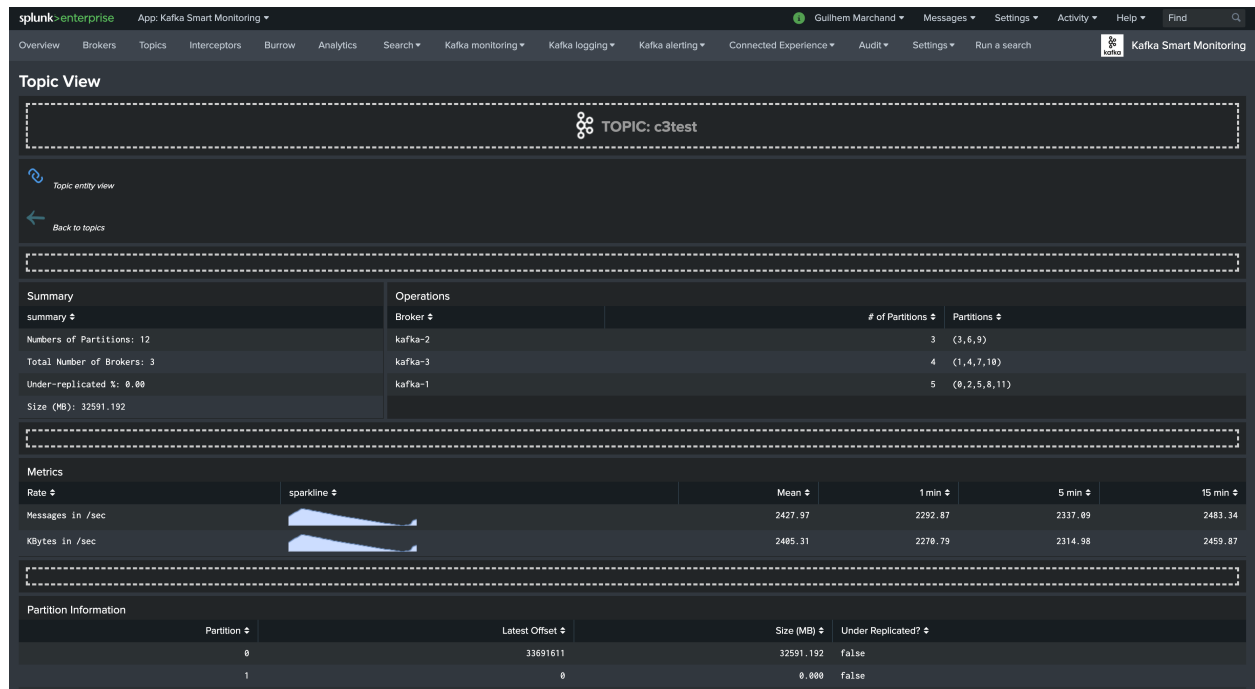 splunk>enterprise App: Kafka Smart Monitoring i Guilhem Marchand Messages Settings Activity Help Find
Overview Brokers Topics Interceptors Burrow Analytics Search Kafka monitoring Kafka logging Kafka alerting Connected Experience Audit Settings Run a search kafka Kafka Smart Monitoring
Topic View
TOPIC: c3test
Topic entity view
Back to topics
Summary Operations
summary Broker # of Partitions Partitions
Numbers of Partitions: 12 kafka-2 3 (3,6,9)
Total Number of Brokers: 3 kafka-3 4 (1,4,7,10)
Under-replicated %: 0.00 kafka-1 5 (0,2,5,8,11)
Size (MB): 32591.192
Metrics
Rate sparkline Mean 1 min 5 min 15 min
Messages in /sec 2427.97 2292.87 2337.09 2483.34
KBytes in /sec 2405.31 2270.79 2314.98 2459.87
Partition Information
Partition Latest Offset Size (MB) Under Replicated?
0 33691611 32591.192 false
1 0 0.000 false